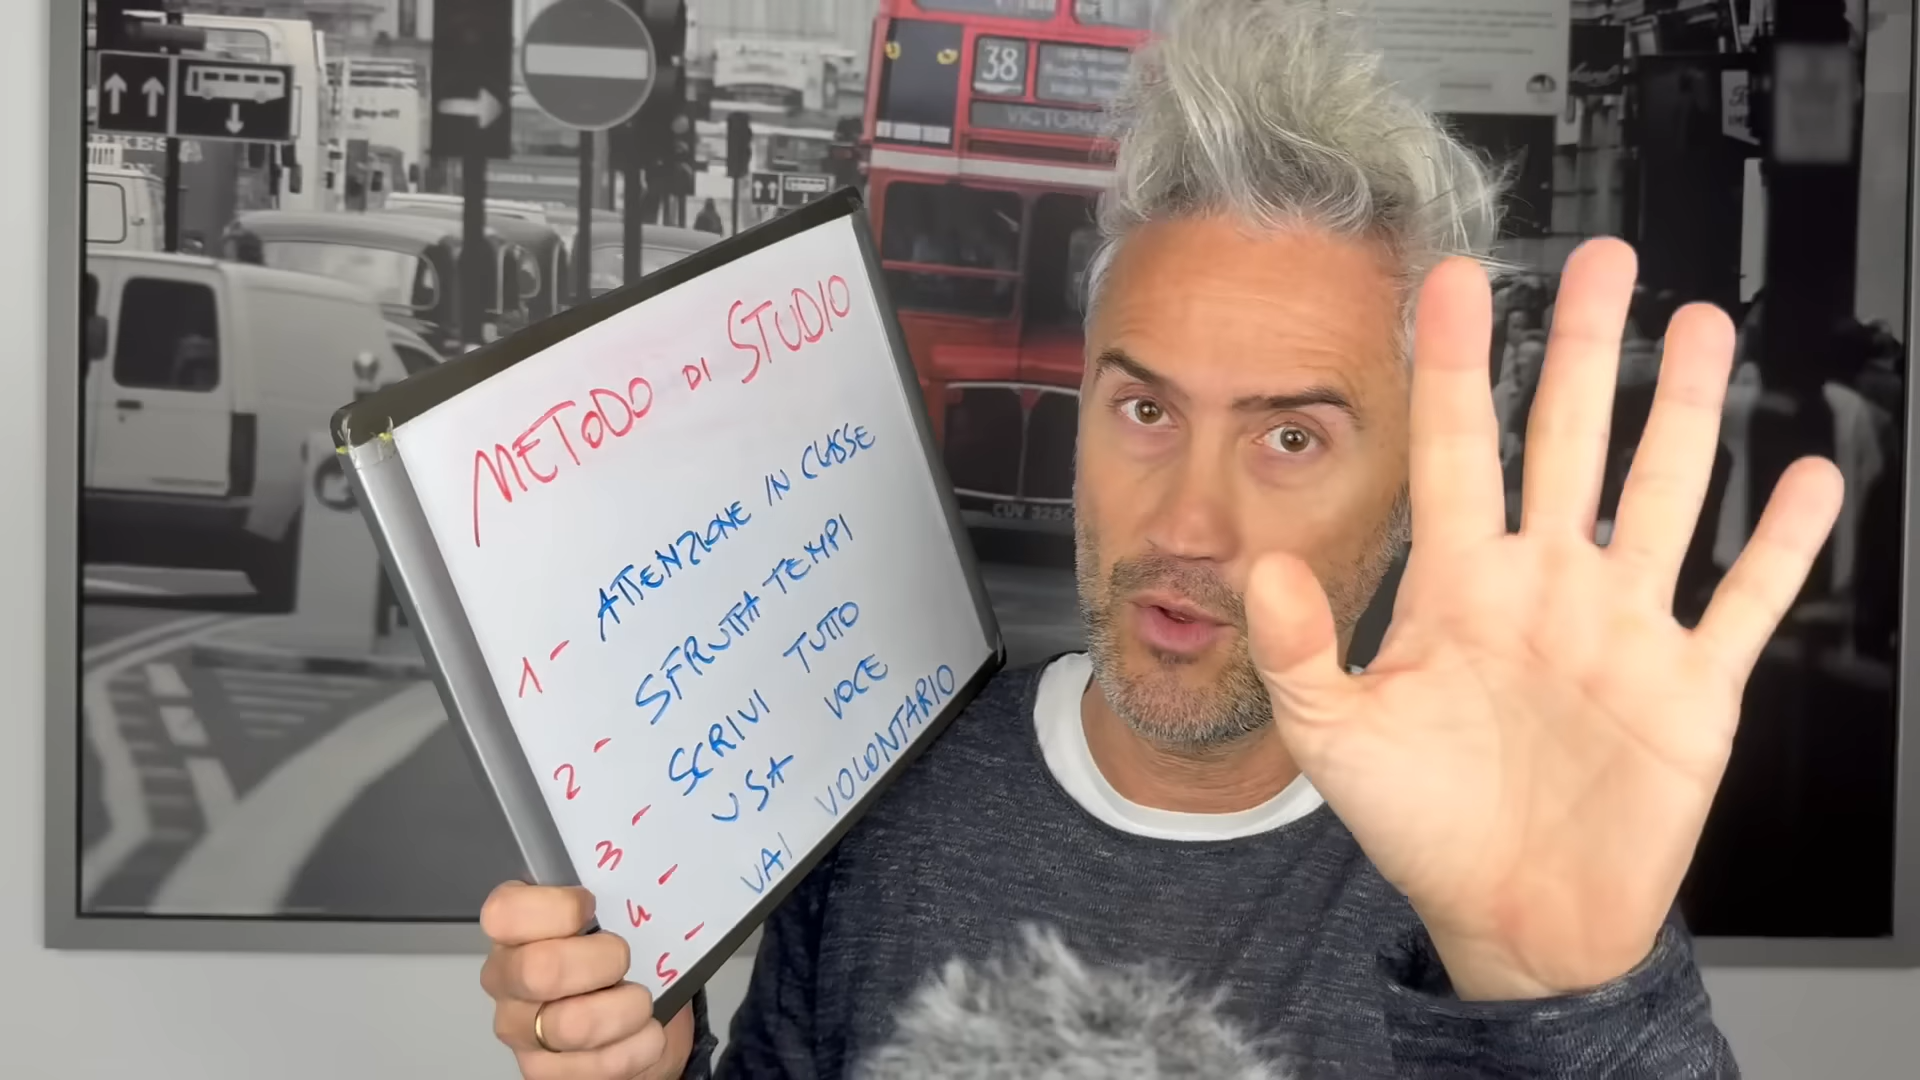 METODO DI STUDIO
1 - ATTENZIONE IN CLASSE
2 - SFRUTTA TEMPI
3 - SCRIVI TUTTO
4 - USA VOCE
5 - VAI VOLONTARIO
38
VICTORIA